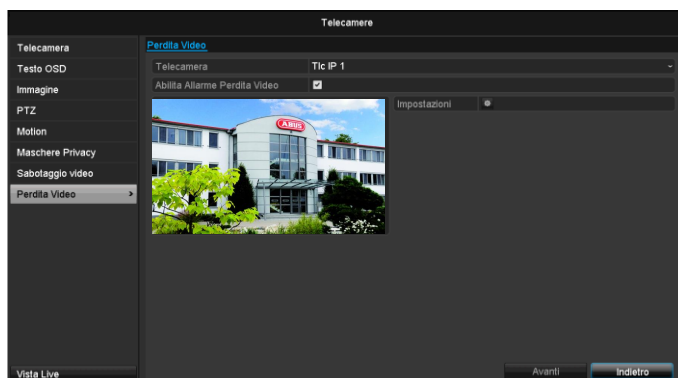 Telecamere
Telecamera
Testo OSD
Immagine
PTZ
Motion
Maschere Privacy
Sabotaggio video
Perdita Video
Vista Live
Perdita Video
Telecamera Tlc IP 1
Abilita Allarme Perdita Video
ABUS
Impostazioni
Avanti Indietro